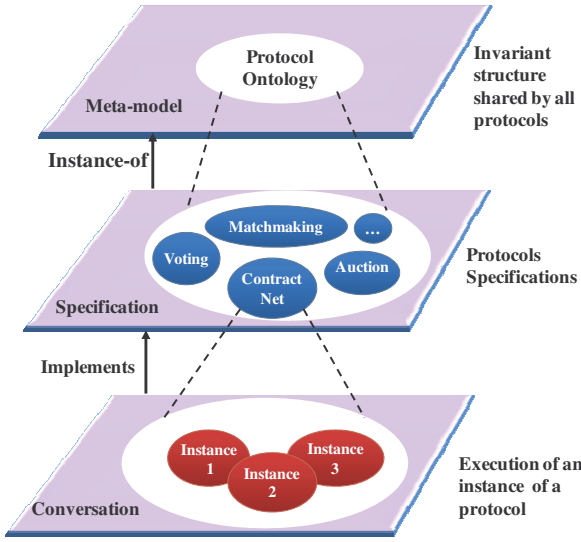 Protocol
Ontology
Meta-model
Invariant
structure
shared by all
protocols
Instance-of
Matchmaking
...
Voting
Auction
Contract
Net
Specification
Protocols
Specifications
Implements
Instance
1
Instance
2
Instance
3
Conversation
Execution of an
instance of a
protocol